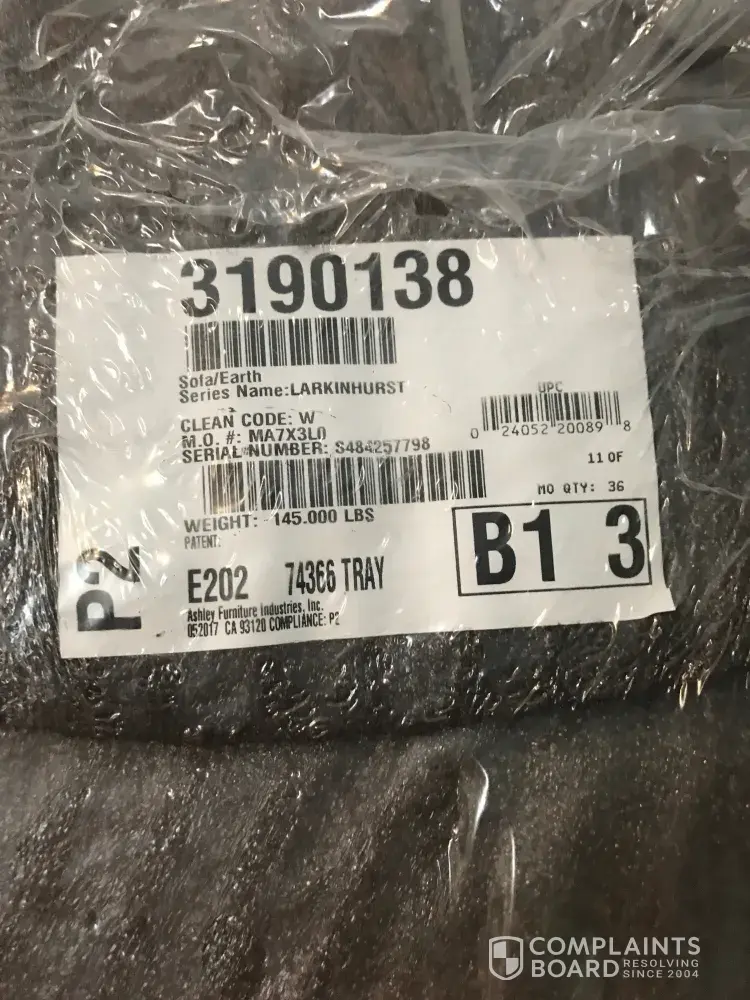 3190138
Sofa/Earth
Series Name:LARKINHURST
CLEAN CODE: W
M.O. #: MA7X3L0
SERIAL NUMBER: S484257798
UPC
0 24052 20089 8
11 OF
MO QTY: 36
WEIGHT: 145.000 LBS
PATENT:
B1 3
P2
E202 74366 TRAY
Ashley Furniture Industries, Inc.
052017 CA 93120 COMPLIANCE: P2
COMPLAINTS
BOARD RESOLVING
SINCE 2004